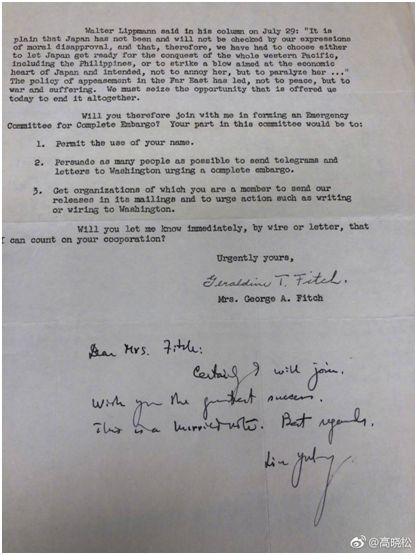 Walter Lippmann said in his column on July 29: "It is
plain that Japan has not been and will not be checked by our expressions
of moral disapproval, and that, therefore, we have had to choose either
to let Japan get ready for the conquest of the whole western Pacific,
including the Philippines, or to strike a blow aimed at the economic
heart of Japan and intended, not to annoy her, but to paralyze her ..."
The policy of appeasement in the Far East has led, not to peace, but to
war and suffering. We must seize the opportunity that is offered us
today to end it altogether.
Will you therefore join with me in forming an Emergency
Committee for Complete Embargo? Your part in this committee would be to:
1. Permit the use of your name.
2. Persuade as many people as possible to send telegrams and
letters to Washington urging a complete embargo.
3. Get organizations of which you are a member to send our
releases in its mailings and to urge action such as writing
or wiring to Washington.
Will you let me know immediately, by wire or letter, that
I can count on your cooperation?
Urgently yours,
Geraldine T. Fitch.
Mrs. George A. Fitch
Dear Mrs. Fitch:
Certainly I will join.
Wish you the greatest success.
This is a hurried note. Best regards.
Lin Yutang
@高晓松